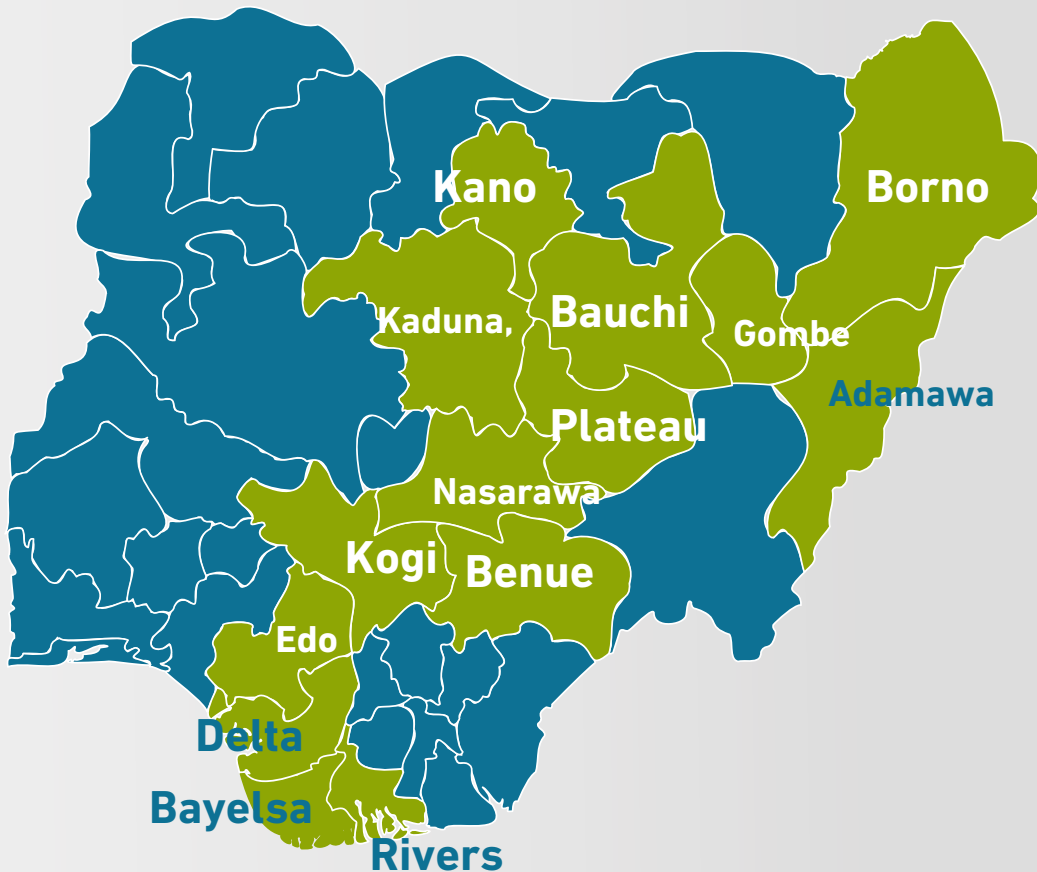 Kano
Borno
Kaduna,
Bauchi
Gombe
Adamawa
Plateau
Nasarawa
Kogi
Benue
Edo
Delta
Bayelsa
Rivers